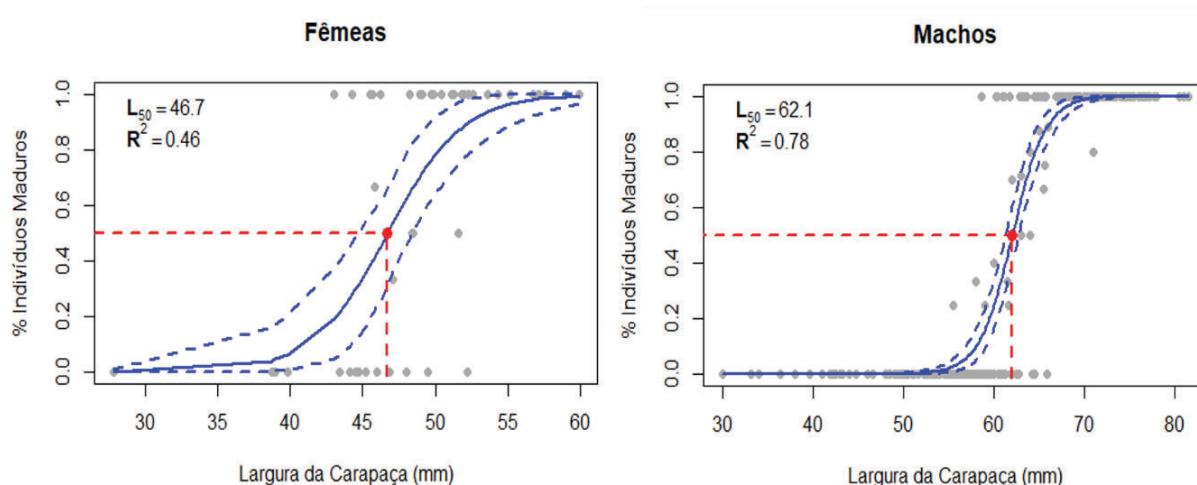 Fêmeas
L50 = 46.7
R2 = 0.46
% Indivíduos Maduros
0.0 0.2 0.4 0.6 0.8 1.0
30 35 40 45 50 55 60
Largura da Carapaça (mm)
Machos
L50 = 62.1
R2 = 0.78
% Indivíduos Maduros
0.0 0.2 0.4 0.6 0.8 1.0
30 40 50 60 70 80
Largura da Carapaça (mm)